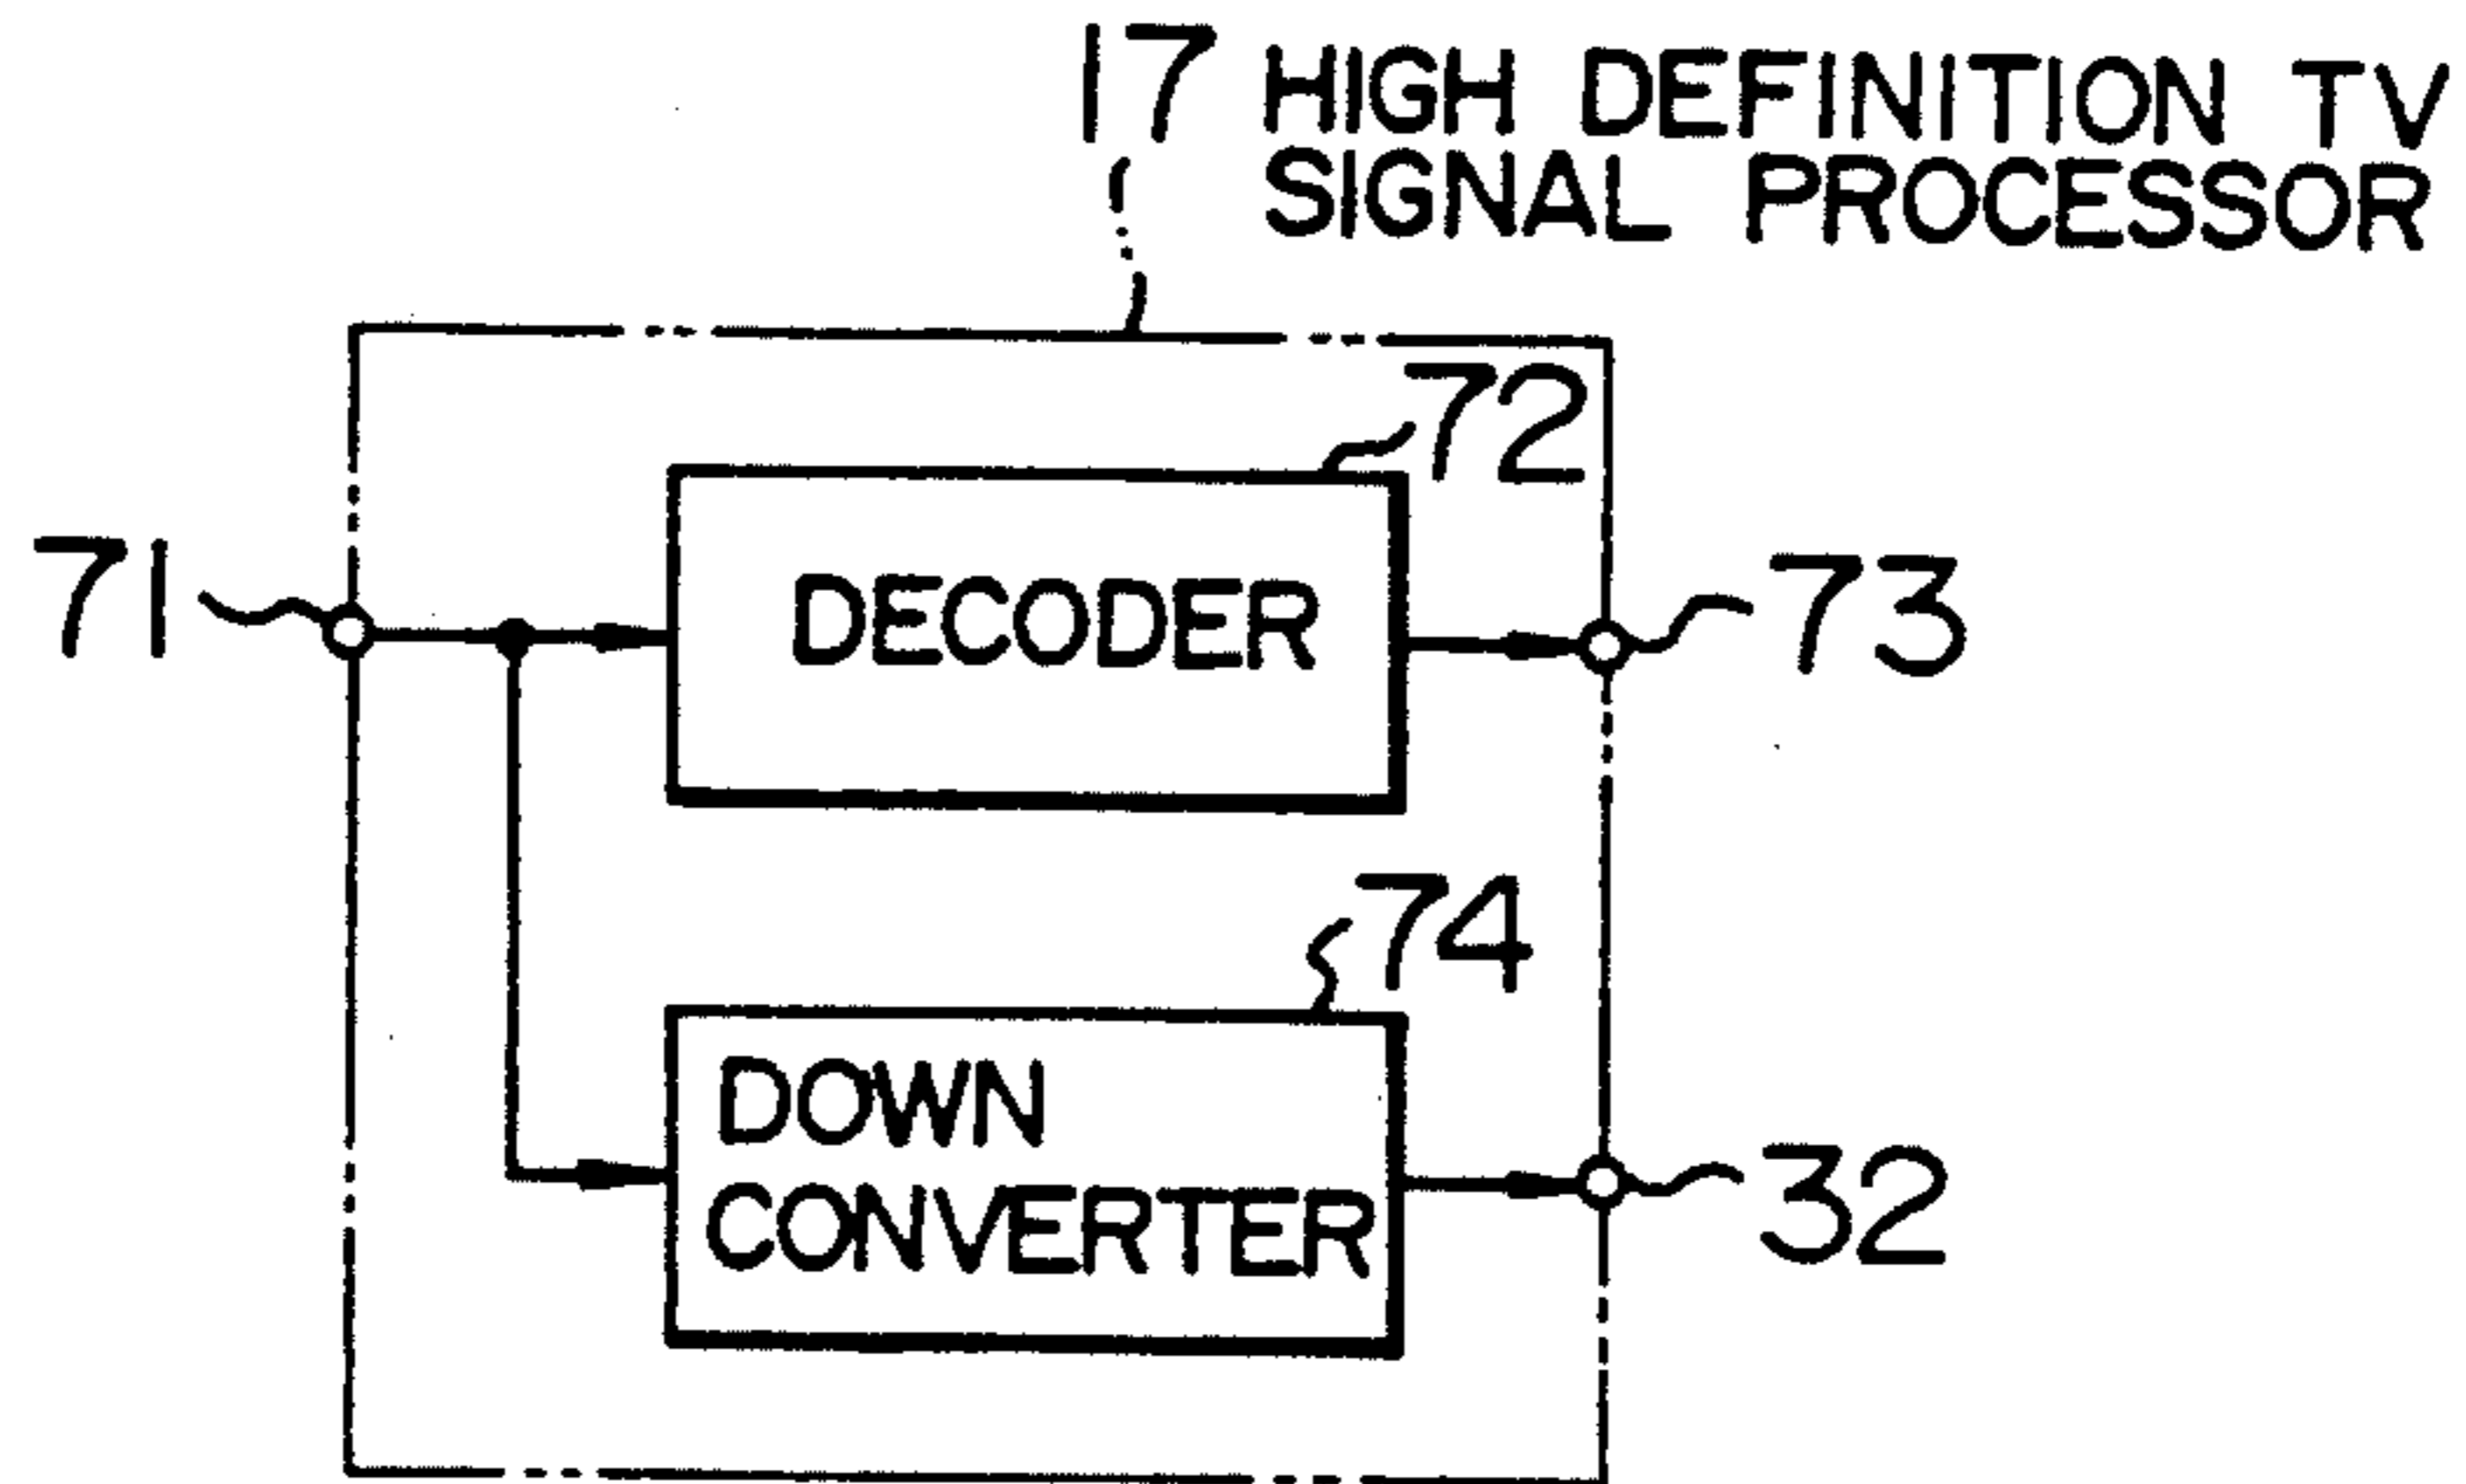 17 HIGH DEFINITION TV
SIGNAL PROCESSOR
72
71
DECODER
73
74
DOWN
CONVERTER
32